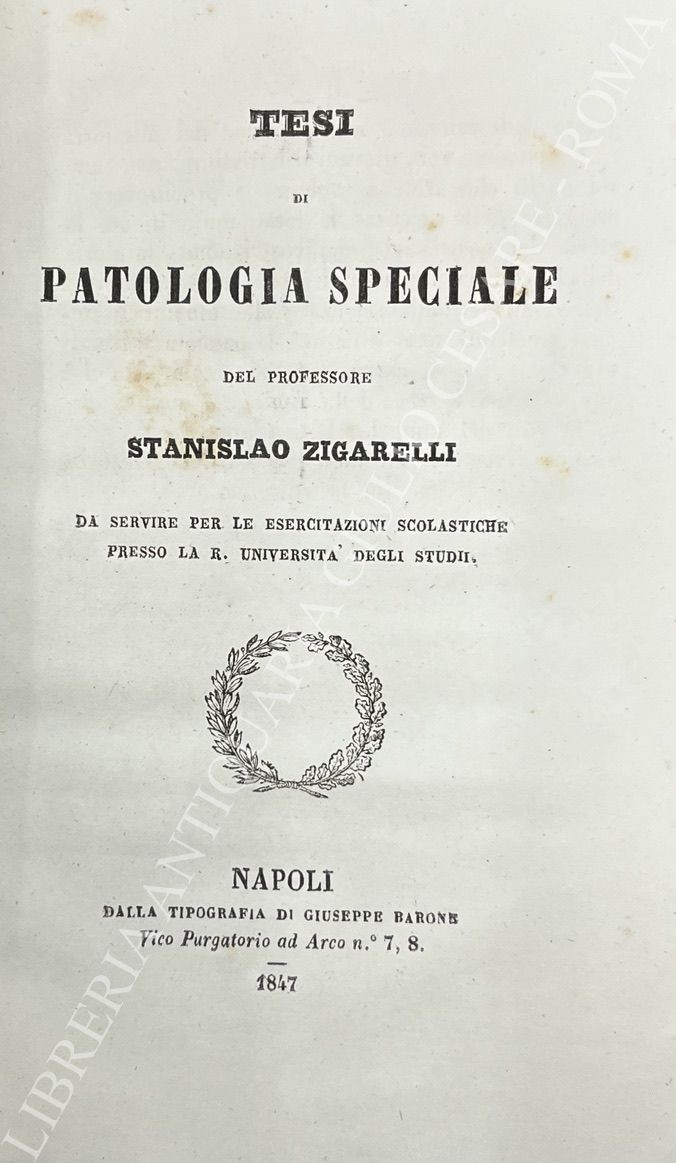 TESI
DI
PATOLOGIA SPECIALE
DEL PROFESSORE
STANISLAO ZIGARELLI
DA SERVIRE PER LE ESERCITAZIONI SCOLASTICHE
PRESSO LA R. UNIVERSITA' DEGLI STUDII.
NAPOLI
DALLA TIPOGRAFIA DI GIUSEPPE BARONE
Vico Purgatorio ad Arco n.° 7, 8.
1847
LIBRERIA ANTIQUARIA GIULIO CESARE - ROMA